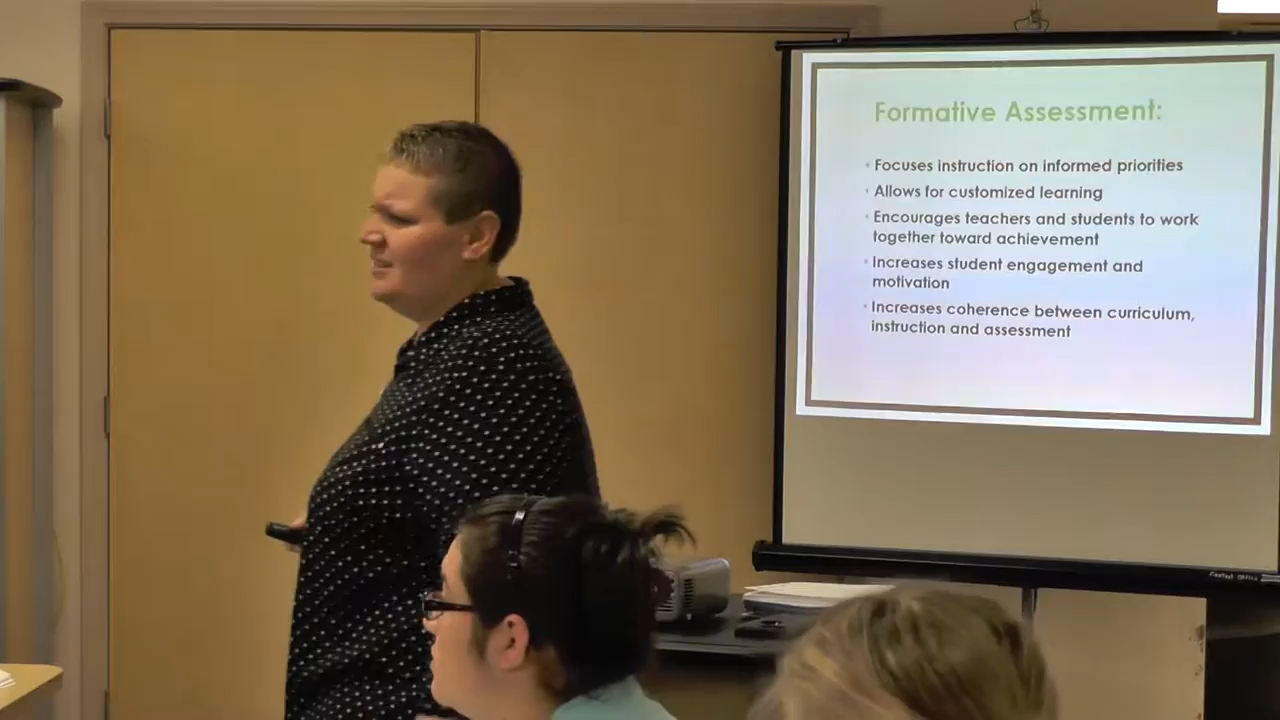 Formative Assessment:
Focuses instruction on informed priorities
Allows for customized learning
Encourages teachers and students to work
together toward achievement
Increases student engagement and
motivation
Increases coherence between curriculum,
instruction and assessment